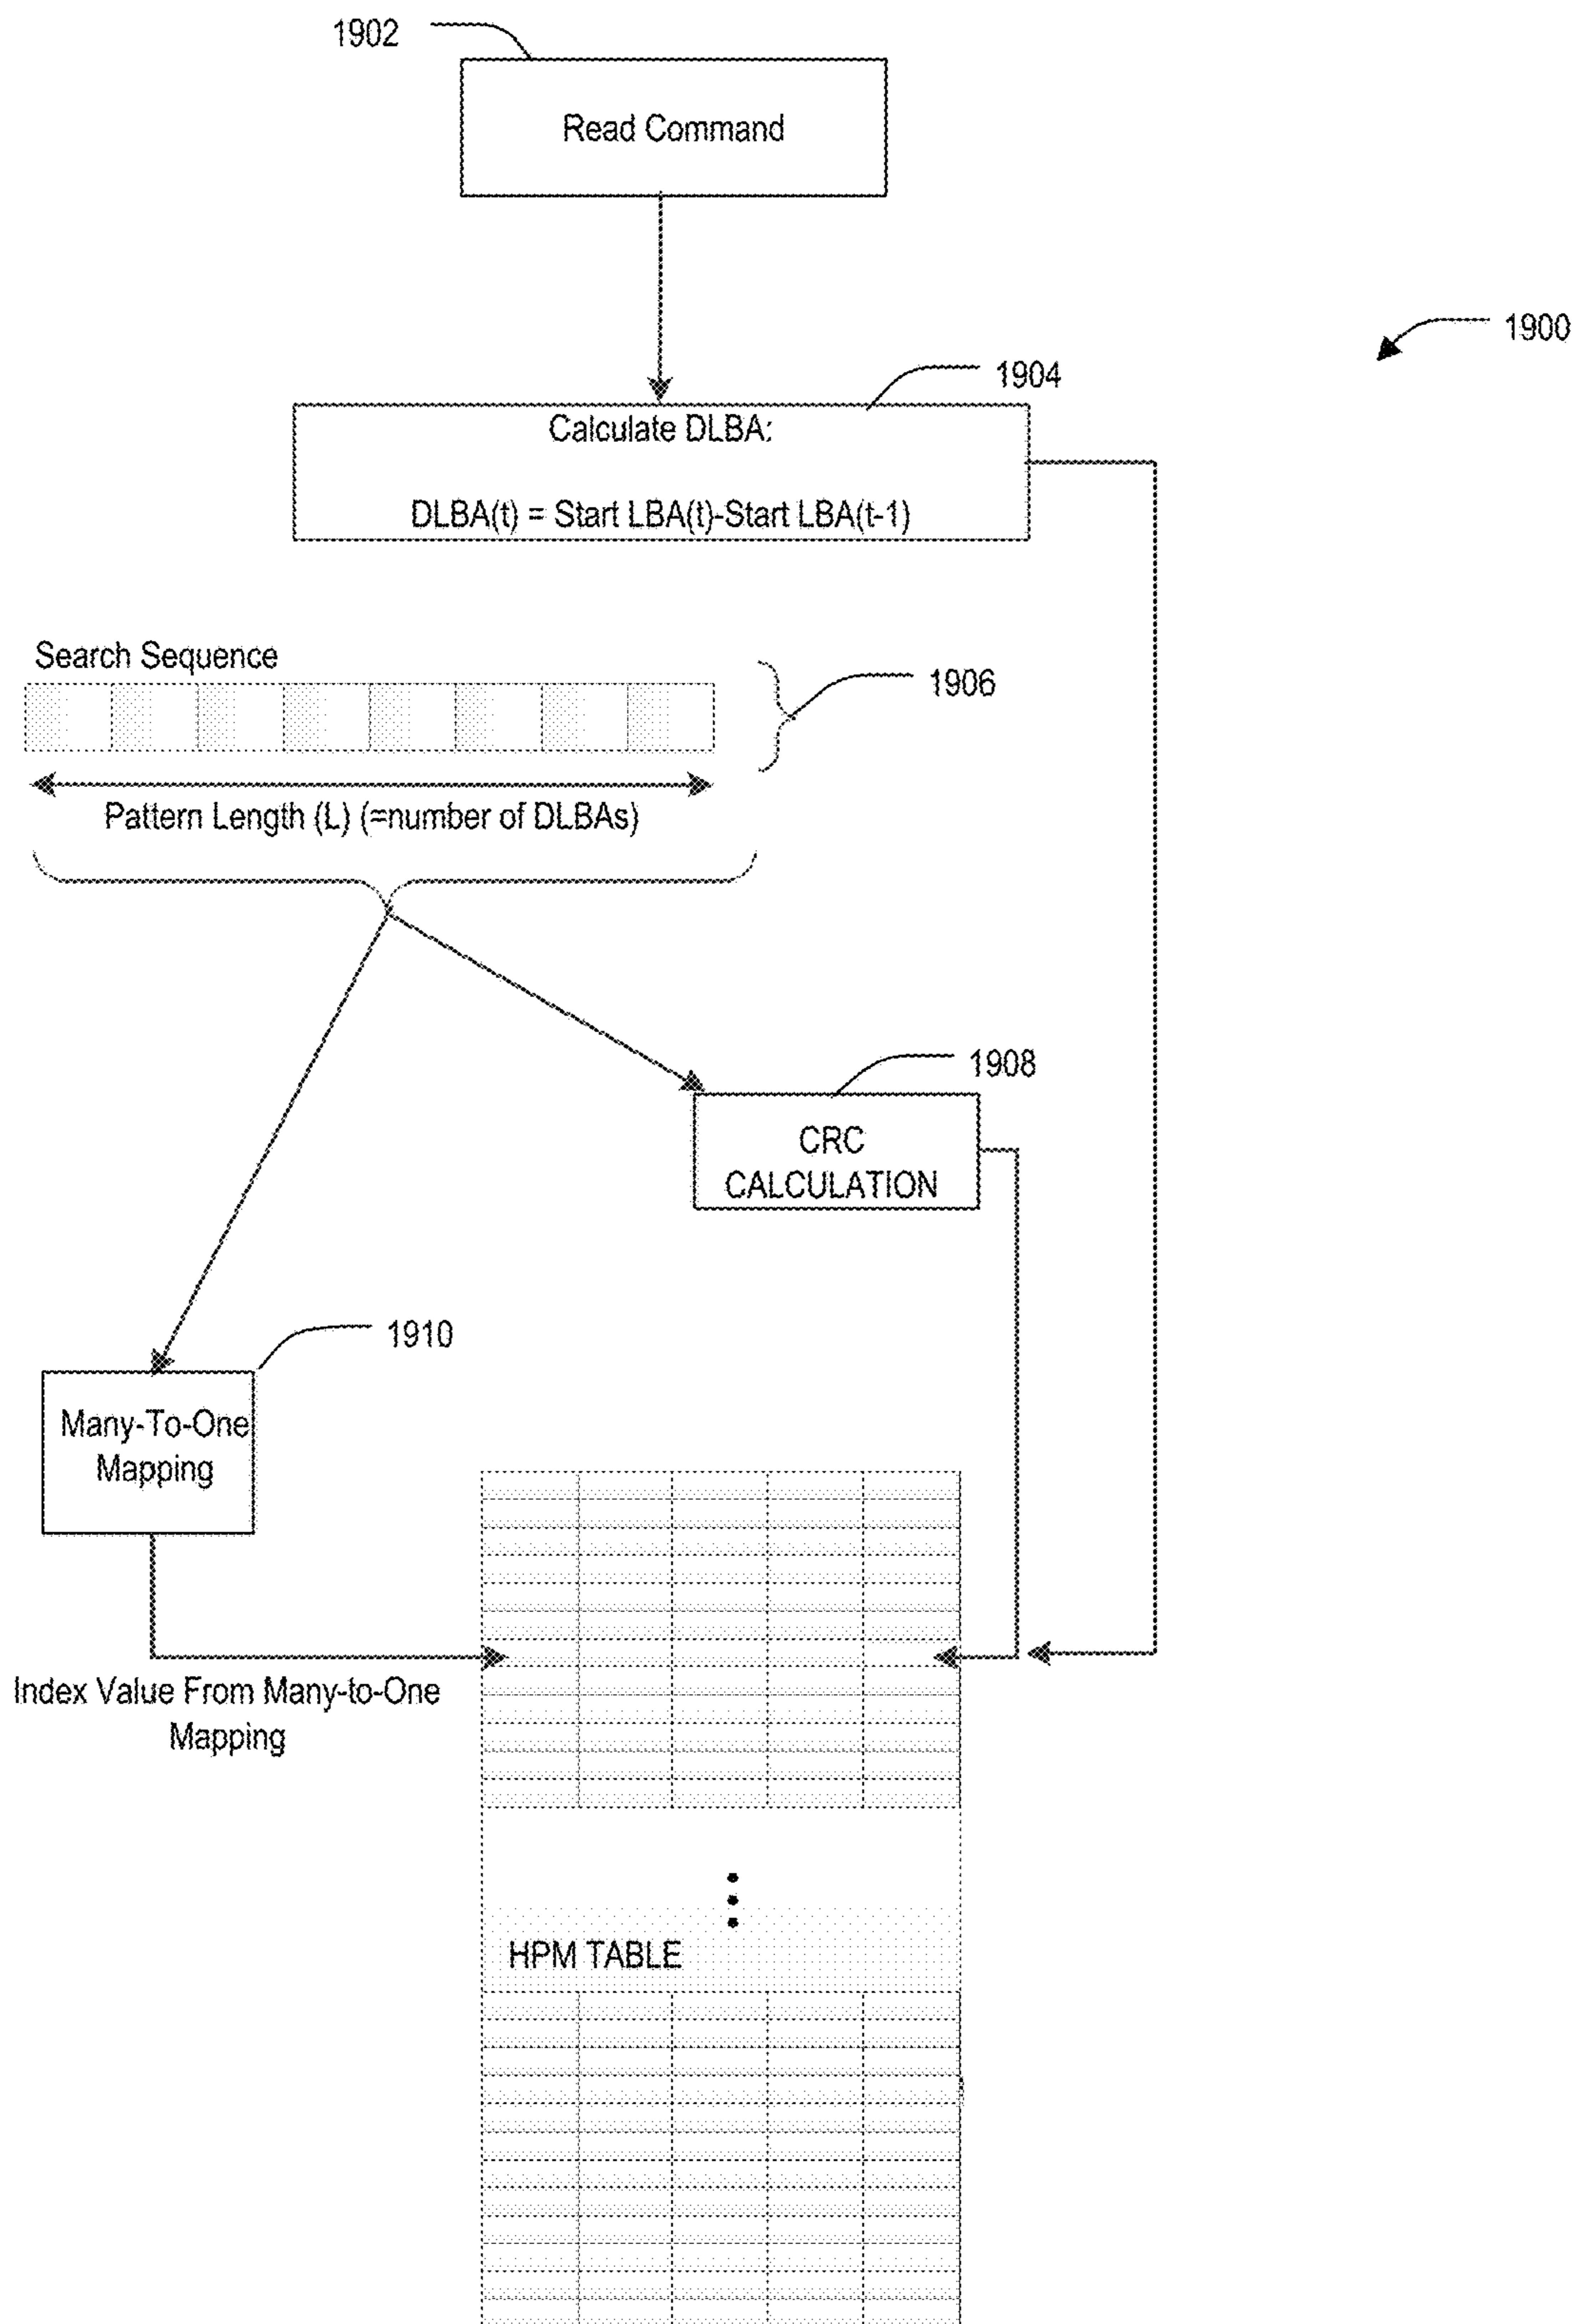 1902
Read Command
1900
1904
Calculate DLBA:
DLBA(t) = Start LBA(t)-Start LBA(t-1)
Search Sequence
1906
Pattern Length (L) (=number of DLBAs)
1908
CRC
CALCULATION
1910
Many-To-One
Mapping
Index Value From Many-to-One
Mapping
HPM TABLE